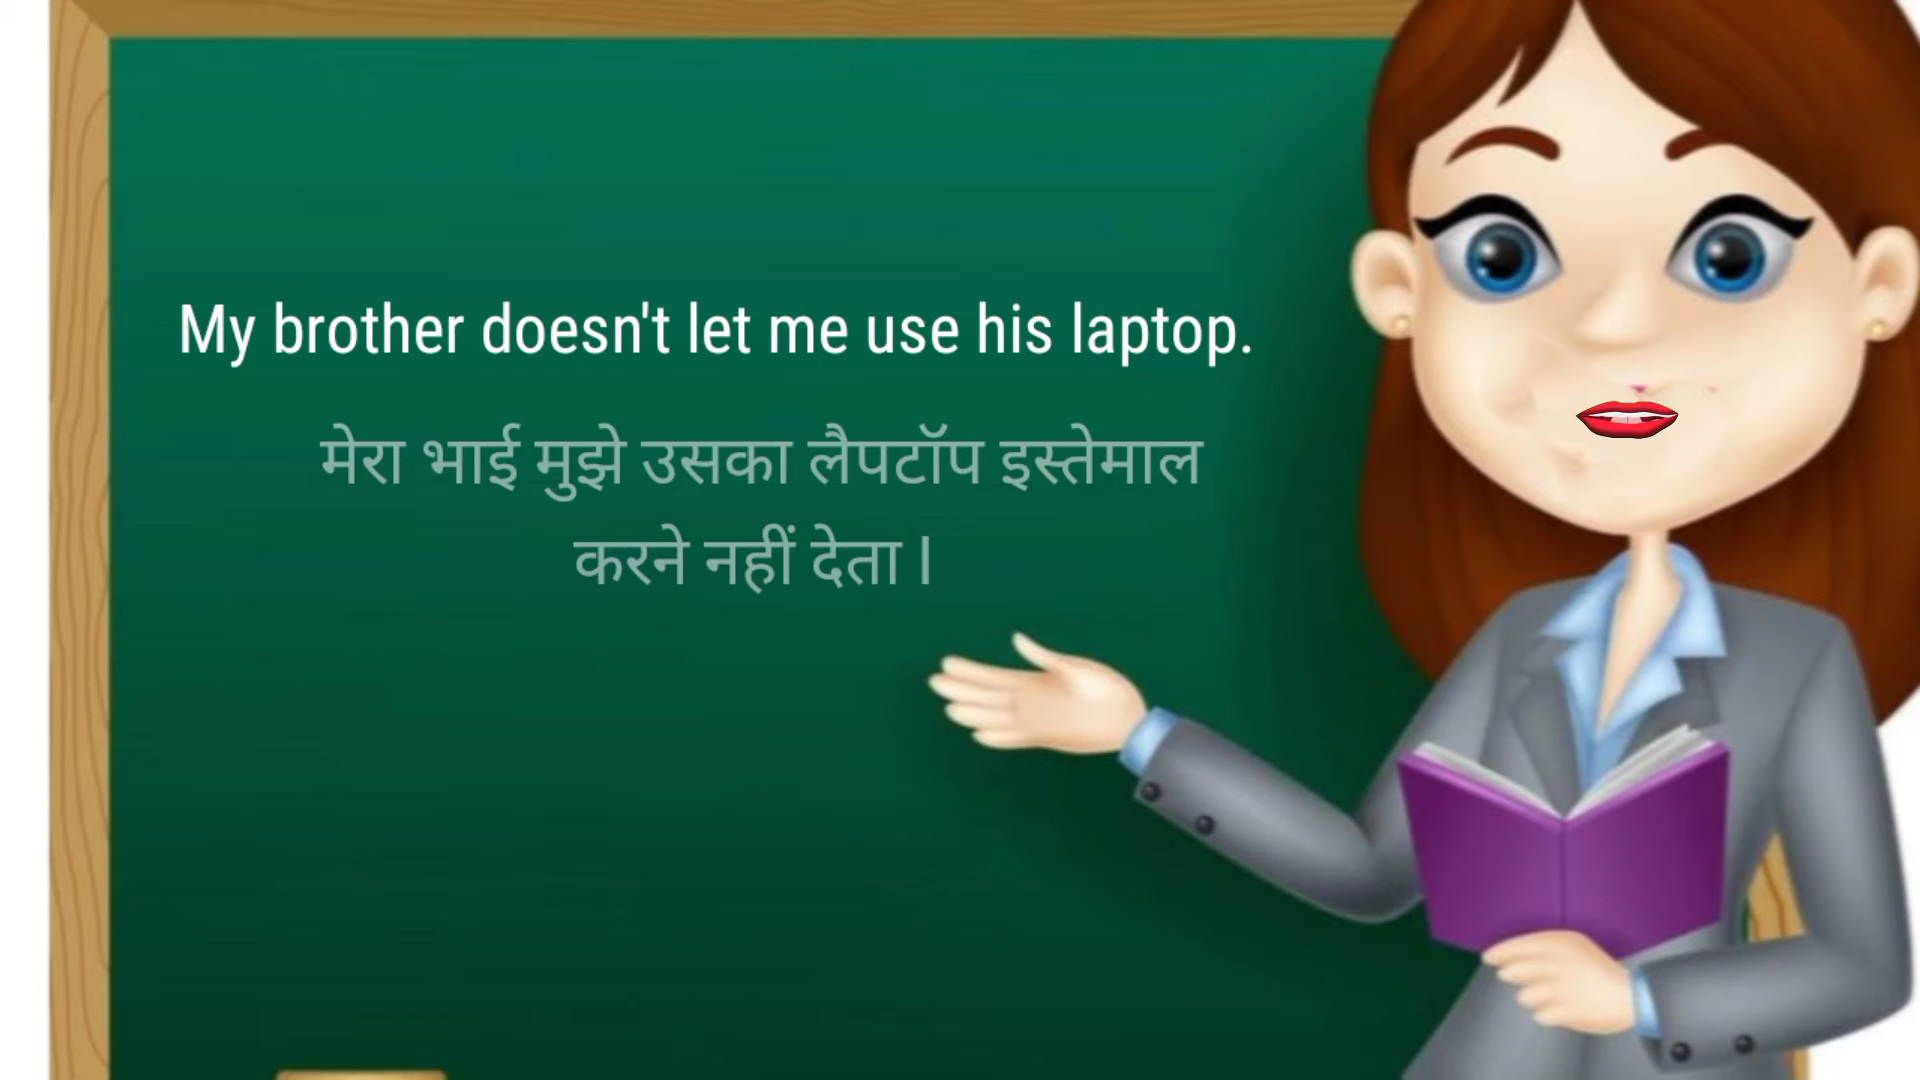 My brother doesn't let me use his laptop.
मेरा भाई मुझे उसका लैपटॉप इस्तेमाल
करने नहीं देता l